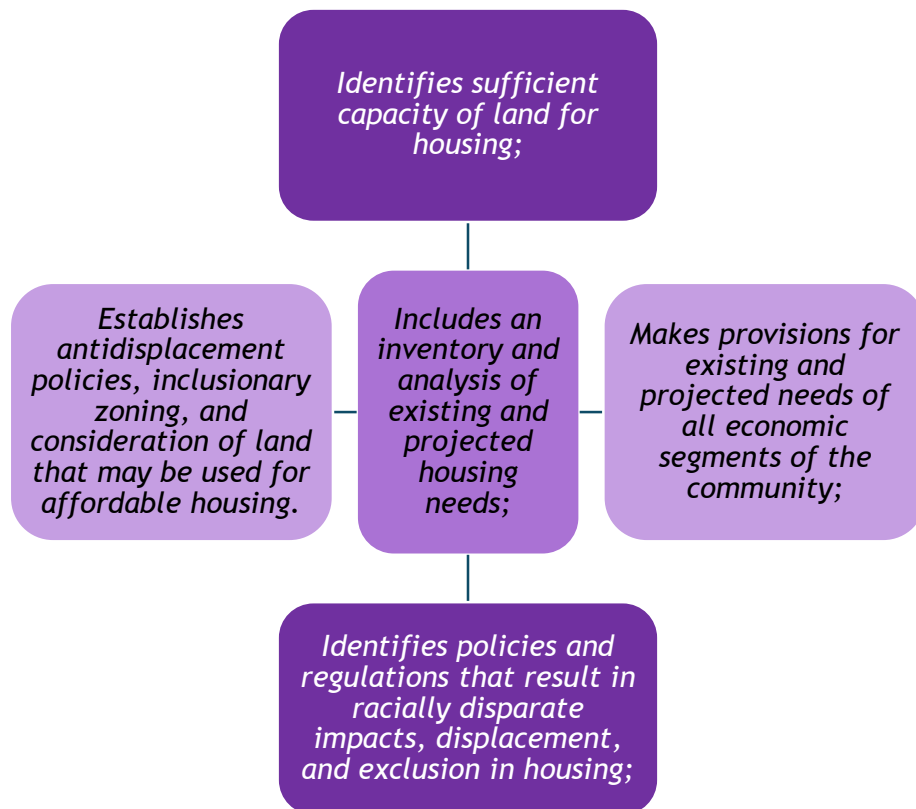 Identifies sufficient
capacity of land for
housing;
Establishes
antidisplacement
policies, inclusionary
zoning, and
consideration of land
that may be used for
affordable housing.
Includes an
inventory and
analysis of
existing and
projected
housing
needs;
Makes provisions for
existing and
projected needs of
all economic
segments of the
community;
Identifies policies and
regulations that result in
racially disparate
impacts, displacement,
and exclusion in housing;